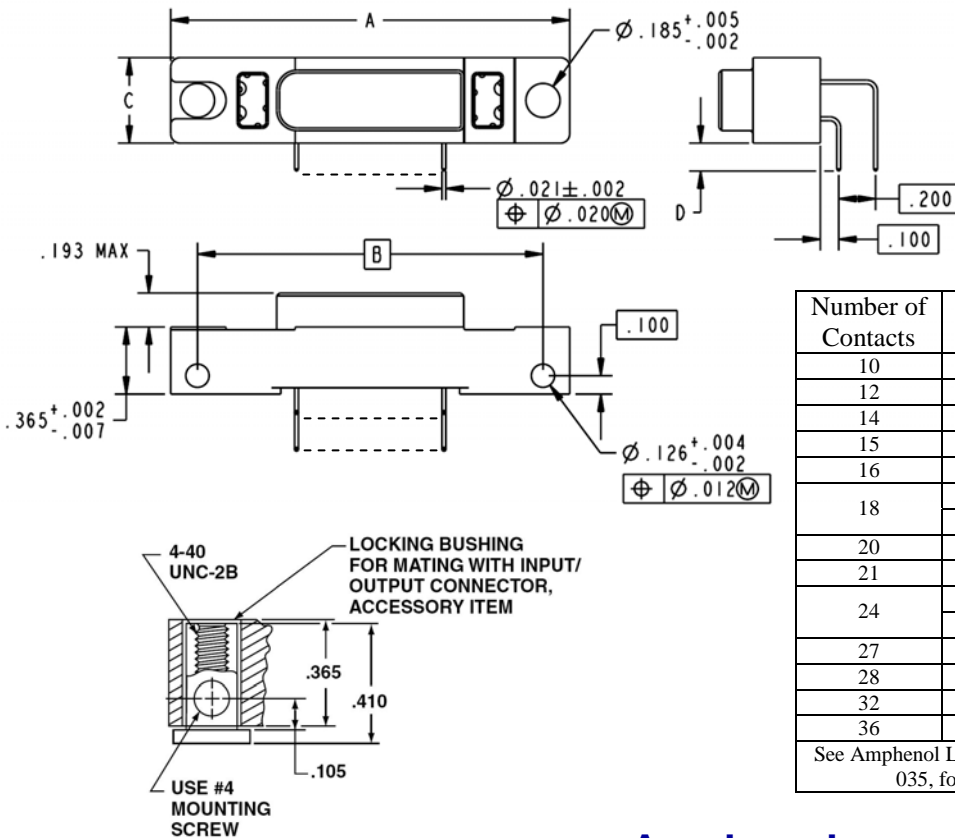 A
Ø.185 +.005 -.002
C
Ø.021±.002
⌖ Ø.020Ⓜ
D
.200
.100
.193 MAX
B
.100
.365 +.002 -.007
Ø.126 +.004 -.002
⌖ Ø.012Ⓜ
Number of
Contacts
10
12
14
15
16
18
20
21
24
27
28
32
36
See Amphenol L
035, fo
4-40
UNC-2B
LOCKING BUSHING
FOR MATING WITH INPUT/
OUTPUT CONNECTOR,
ACCESSORY ITEM
.365
.410
.105
USE #4
MOUNTING
SCREW